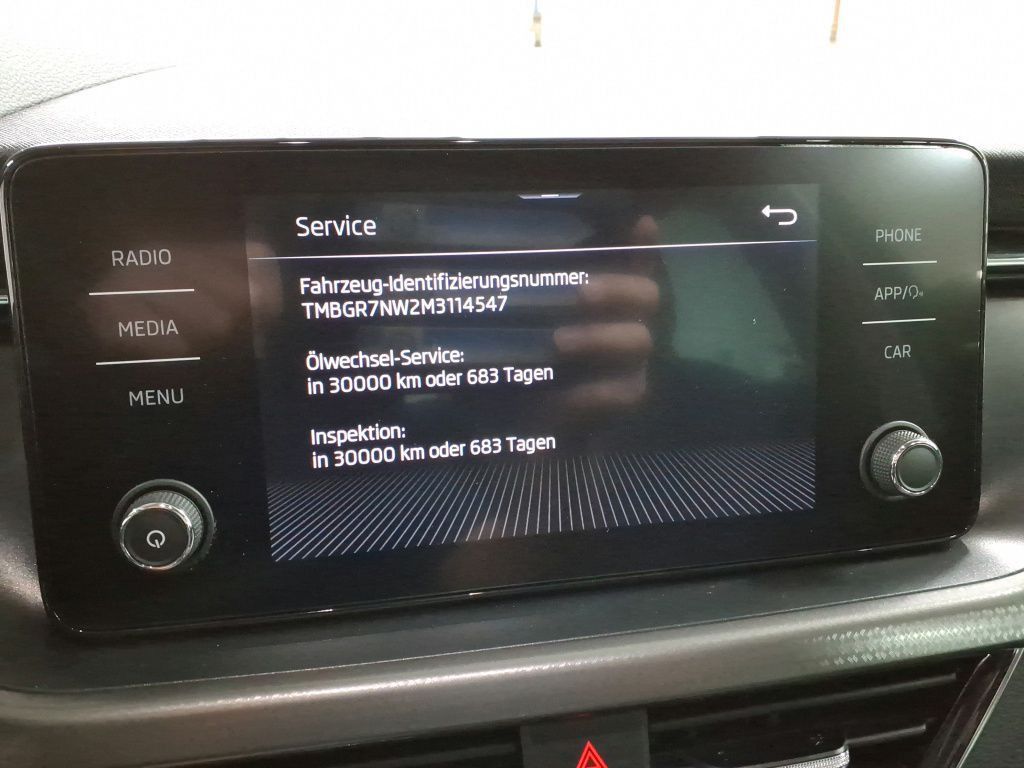 Service
RADIO
MEDIA
MENU
Fahrzeug-Identifizierungsnummer:
TMBGR7NW2M3114547
Ölwechsel-Service:
in 30000 km oder 683 Tagen
Inspektion:
in 30000 km oder 683 Tagen
PHONE
APP/
CAR